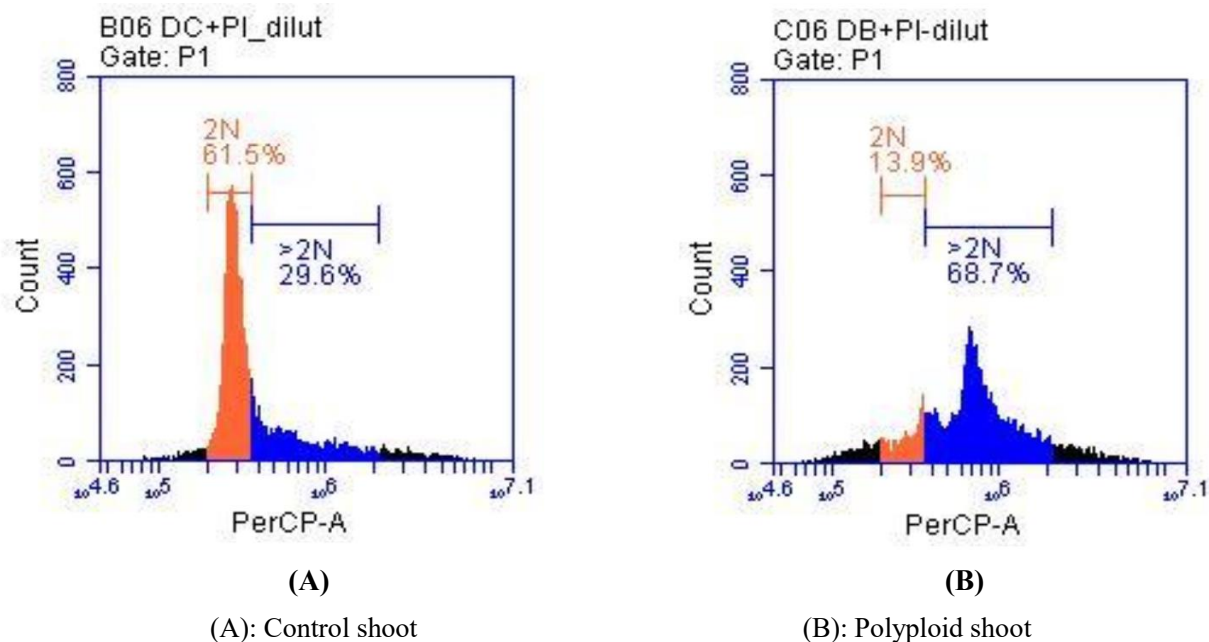 B06 DC+PI_dilut
Gate: P1
800
600
400
200
0
Count
2N
61.5%
>2N
29.6%
10^4.6 10^5 10^6 10^7.1
PerCP-A
(A)
(A): Control shoot
C06 DB+PI-dilut
Gate: P1
800
600
400
200
0
Count
2N
13.9%
>2N
68.7%
10^4.6 10^5 10^6 10^7.1
PerCP-A
(B)
(B): Polyploid shoot